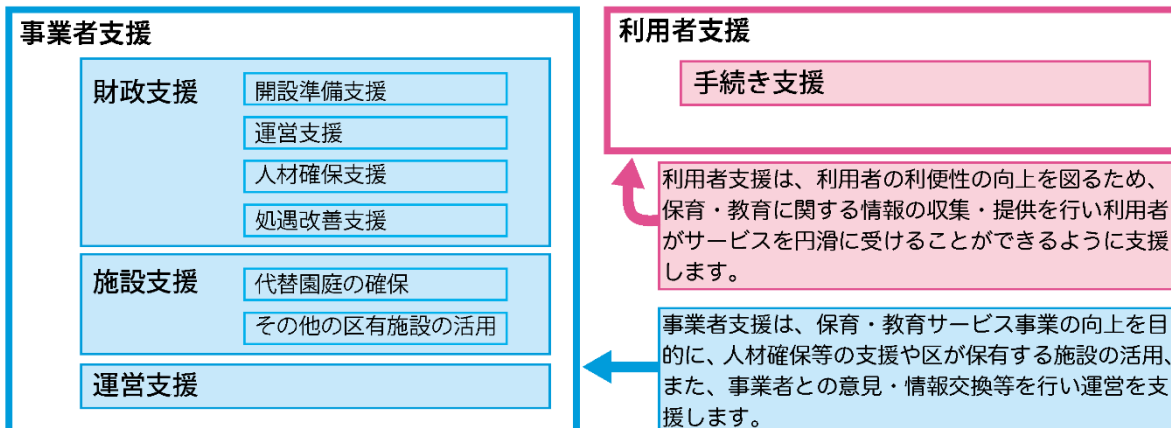 事業者支援
財政支援
開設準備支援
運営支援
人材確保支援
処遇改善支援
施設支援
代替園庭の確保
その他の区有施設の活用
運営支援
利用者支援
手続き支援
利用者支援は、利用者の利便性の向上を図るため、
保育・教育に関する情報の収集・提供を行い利用者
がサービスを円滑に受けることができるように支援
します。
事業者支援は、保育・教育サービス事業の向上を目
的に、人材確保等の支援や区が保有する施設の活用、
また、事業者との意見・情報交換等を行い運営を支
援します。